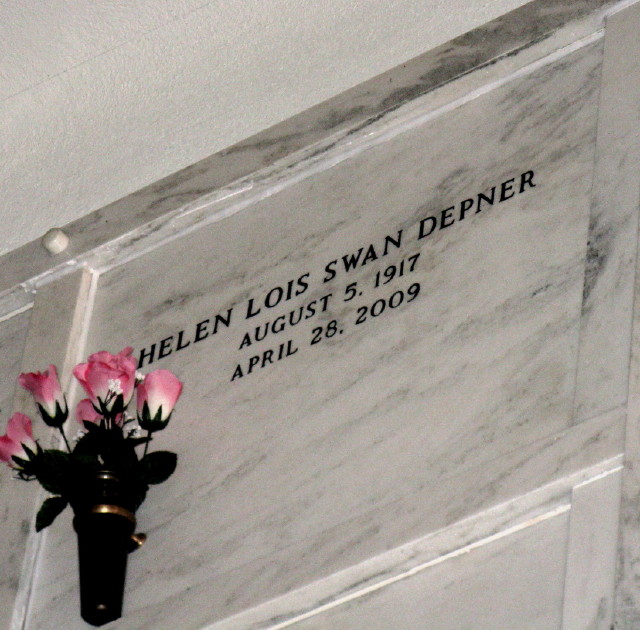 HELEN LOIS SWAN DEPNER
AUGUST 5, 1917
APRIL 28, 2009